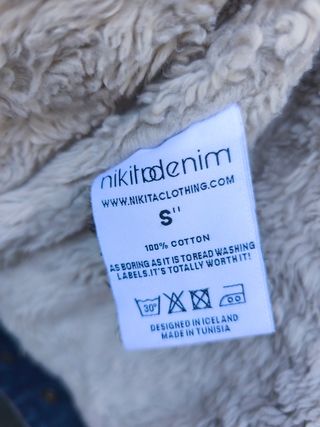 nikitadenim
WWW.NIKITACLOTHING.COM
S"
100% COTTON
AS BORING AS IT IS TO READ WASHING
LABELS. IT'S TOTALLY WORTH IT!
30°
DESIGNED IN ICELAND
MADE IN TUNISIA